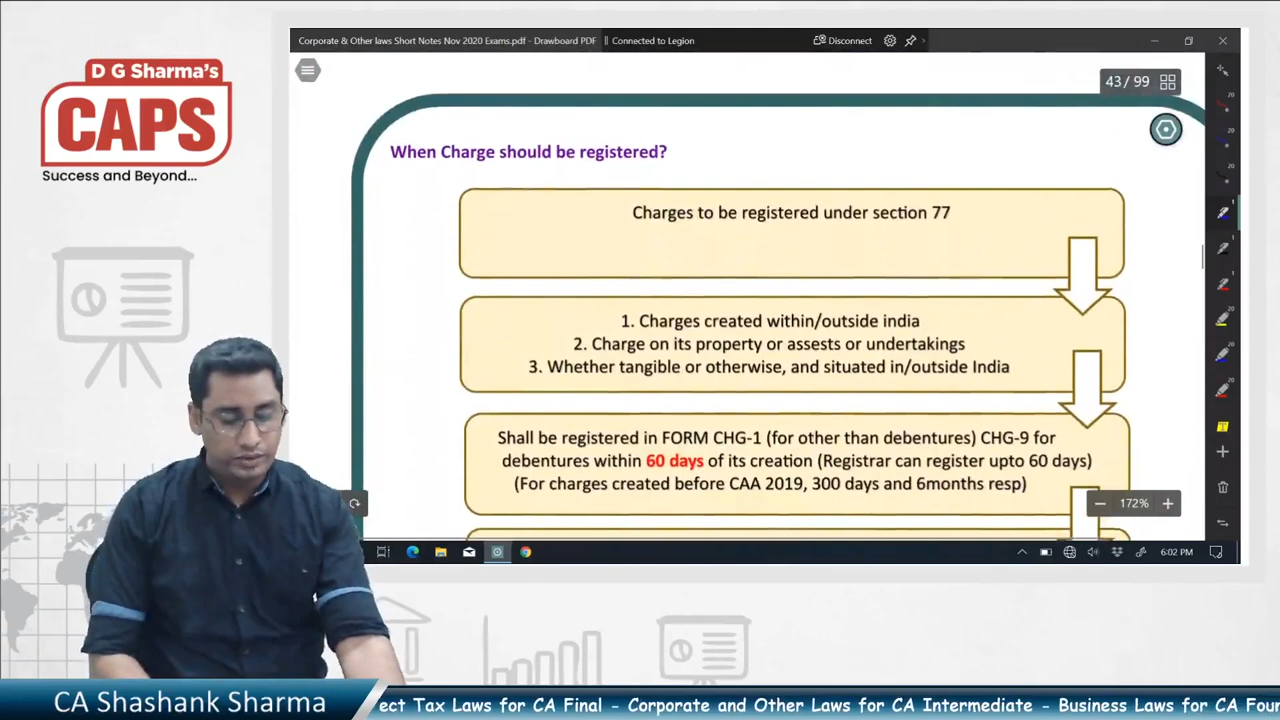 D G Sharma's
CAPS
Success and Beyond...
Corporate & Other laws Short Notes Nov 2020 Exams.pdf - Drawboard PDF
Connected to Legion
Disconnect
43 / 99
When Charge should be registered?
Charges to be registered under section 77
1. Charges created within/outside india
2. Charge on its property or assests or undertakings
3. Whether tangible or otherwise, and situated in/outside India
Shall be registered in FORM CHG-1 (for other than debentures) CHG-9 for
debentures within 60 days of its creation (Registrar can register upto 60 days)
(For charges created before CAA 2019, 300 days and 6months resp)
172%
6:02 PM
CA Shashank Sharma
ect Tax Laws for CA Final - Corporate and Other Laws for CA Intermediate - Business Laws for CA Four